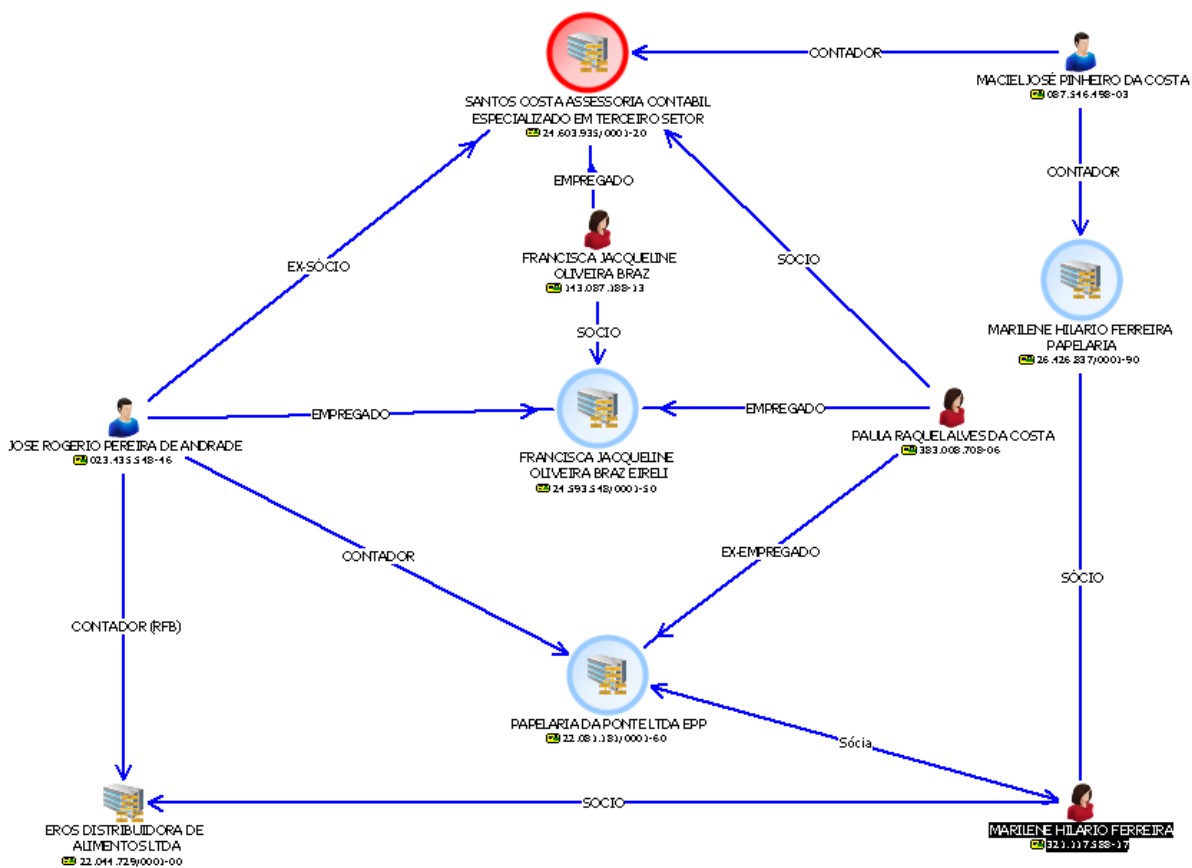 CONTADOR
MACIEL JOSÉ PINHEIRO DA COSTA
087.546.498-03
SANTOS COSTA ASSESSORIA CONTABIL
ESPECIALIZADO EM TERCEIRO SETOR
24.603.935/0001-20
EMPREGADO
CONTADOR
FRANCISCA JACQUELINE
OLIVEIRA BRAZ
143.087.188-13
EX-SÓCIO
SOCIO
SOCIO
MARILENE HILARIO FERREIRA
PAPELARIA
26.426.837/0001-90
EMPREGADO
EMPREGADO
JOSE ROGERIO PEREIRA DE ANDRADE
023.435.548-46
PAULA RAQUEL ALVES DA COSTA
383.008.708-06
FRANCISCA JACQUELINE
OLIVEIRA BRAZ EIRELI
24.593.548/0001-50
CONTADOR
EX-EMPREGADO
SÓCIO
CONTADOR (RFB)
PAPELARIA DA PONTE LTDA EPP
22.081.181/0001-60
Sócia
SOCIO
EROS DISTRIBUIDORA DE
ALIMENTOS LTDA
22.044.729/0001-00
MARILENE HILARIO FERREIRA
321.117.588-17